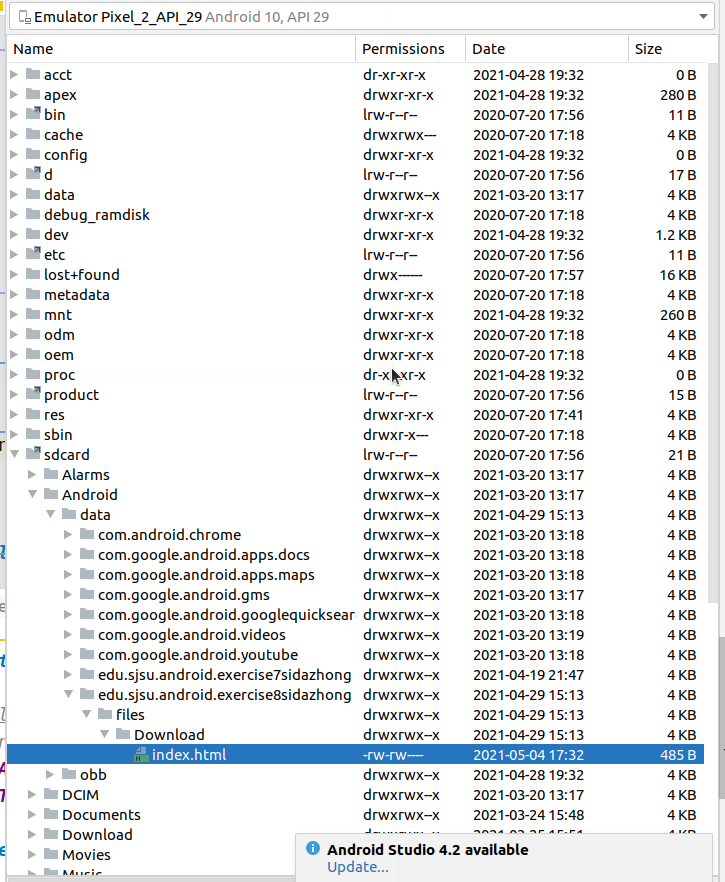 Emulator Pixel_2_API_29 Android 10, API 29
Name Permissions Date Size
acct dr-xr-xr-x 2021-04-28 19:32 0 B
apex drwxr-xr-x 2021-04-28 19:32 280 B
bin lrw-r--r-- 2020-07-20 17:56 11 B
cache drwxrwx--- 2020-07-20 17:18 4 KB
config drwxr-xr-x 2021-04-28 19:32 0 B
d lrw-r--r-- 2020-07-20 17:56 17 B
data drwxrwx--x 2021-03-20 13:17 4 KB
debug_ramdisk drwxr-xr-x 2020-07-20 17:18 4 KB
dev drwxr-xr-x 2021-04-28 19:32 1.2 KB
etc lrw-r--r-- 2020-07-20 17:56 11 B
lost+found drwx------ 2020-07-20 17:57 16 KB
metadata drwxr-xr-x 2020-07-20 17:18 4 KB
mnt drwxr-xr-x 2021-04-28 19:32 260 B
odm drwxr-xr-x 2020-07-20 17:18 4 KB
oem drwxr-xr-x 2020-07-20 17:18 4 KB
proc dr-xr-xr-x 2021-04-28 19:32 0 B
product lrw-r--r-- 2020-07-20 17:56 15 B
res drwxr-xr-x 2020-07-20 17:41 4 KB
sbin drwxr-x--- 2020-07-20 17:18 4 KB
sdcard lrw-r--r-- 2020-07-20 17:56 21 B
Alarms drwxrwx--x 2021-03-20 13:17 4 KB
Android drwxrwx--x 2021-03-20 13:17 4 KB
data drwxrwx--x 2021-04-29 15:13 4 KB
com.android.chrome drwxrwx--x 2021-03-20 13:18 4 KB
com.google.android.apps.docs drwxrwx--x 2021-03-20 13:18 4 KB
com.google.android.apps.maps drwxrwx--x 2021-03-20 13:18 4 KB
com.google.android.gms drwxrwx--x 2021-03-20 13:17 4 KB
com.google.android.googlequicksear drwxrwx--x 2021-03-20 13:18 4 KB
com.google.android.videos drwxrwx--x 2021-03-20 13:19 4 KB
com.google.android.youtube drwxrwx--x 2021-03-20 13:18 4 KB
edu.sjsu.android.exercise7sidazhong drwxrwx--x 2021-04-19 21:47 4 KB
edu.sjsu.android.exercise8sidazhong drwxrwx--x 2021-04-29 15:13 4 KB
files drwxrwx--x 2021-04-29 15:13 4 KB
Download drwxrwx--x 2021-04-29 15:13 4 KB
index.html -rw-rw---- 2021-05-04 17:32 485 B
obb drwxrwx--x 2021-04-28 19:32 4 KB
DCIM drwxrwx--x 2021-03-20 13:17 4 KB
Documents drwxrwx--x 2021-03-24 15:48 4 KB
Download drwxrwx--x 2021-03-25 15:51 4 KB
Movies
Music
Android Studio 4.2 available
Update...